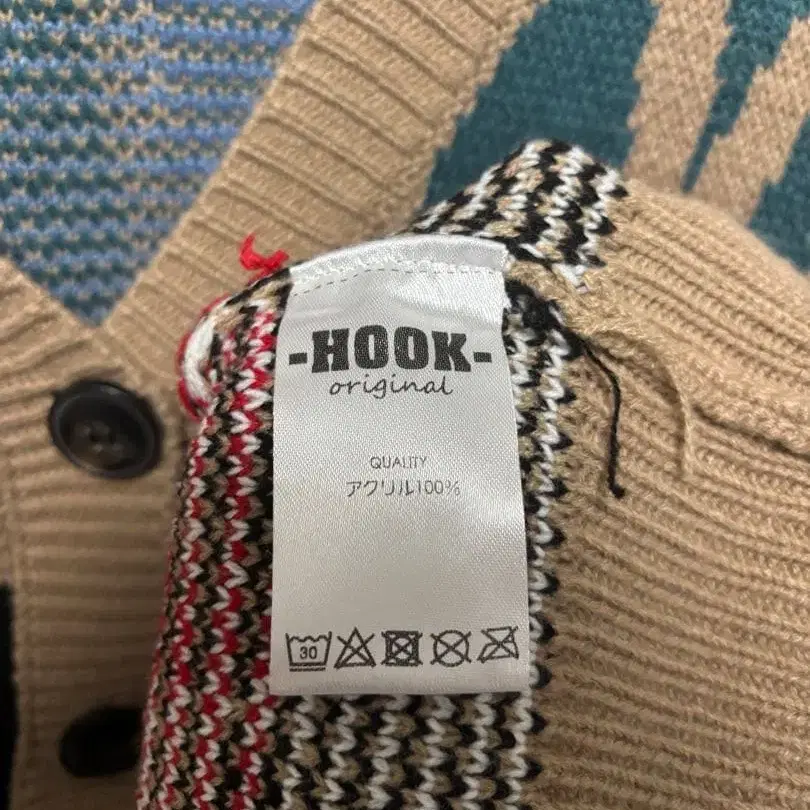 -HOOK-
original
QUALITY
アクリル100%
30